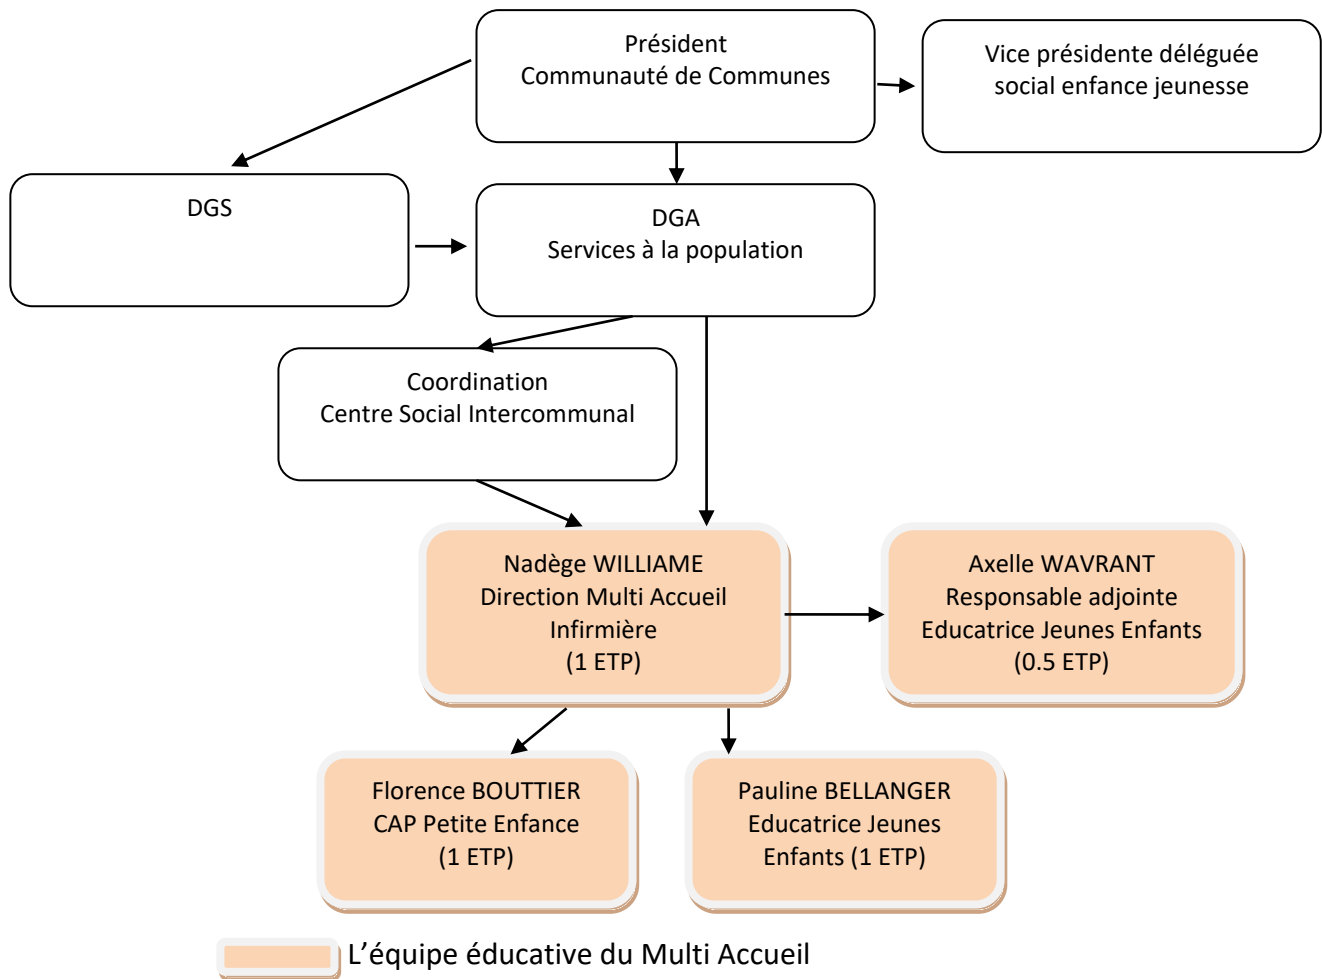 Président
Communauté de Communes
Vice présidente déléguée
social enfance jeunesse
DGS
DGA
Services à la population
Coordination
Centre Social Intercommunal
Nadège WILLIAME
Direction Multi Accueil
Infirmière
(1 ETP)
Axelle WAVRANT
Responsable adjointe
Educatrice Jeunes Enfants
(0.5 ETP)
Florence BOUTTIER
CAP Petite Enfance
(1 ETP)
Pauline BELLANGER
Educatrice Jeunes
Enfants (1 ETP)
L’équipe éducative du Multi Accueil